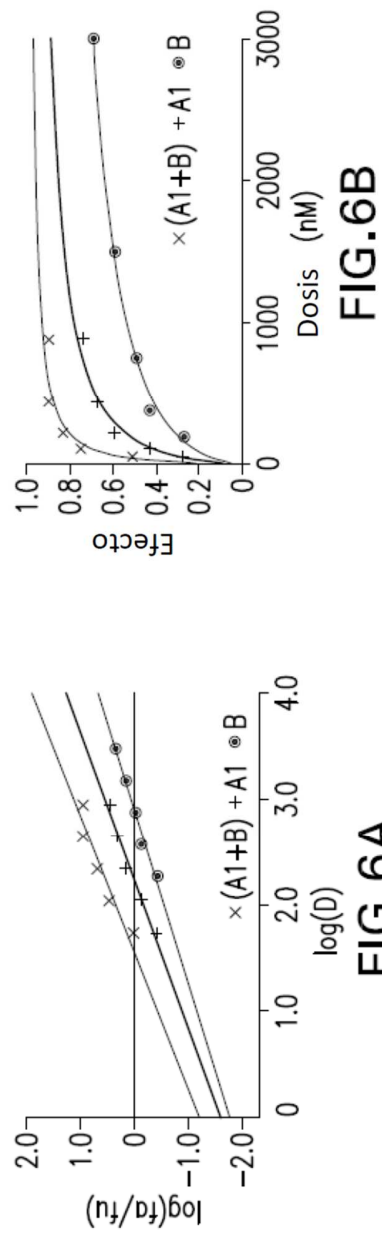 2.0
1.0
0
-1.0
-2.0
log(fa/fu)
0
1.0
2.0
3.0
4.0
log(D)
× (A1+B) + A1 ◉ B
FIG.6A
1.0
0.8
0.6
0.4
0.2
0
Efecto
0
1000
2000
3000
Dosis (nM)
× (A1+B) + A1 ◉ B
FIG.6B